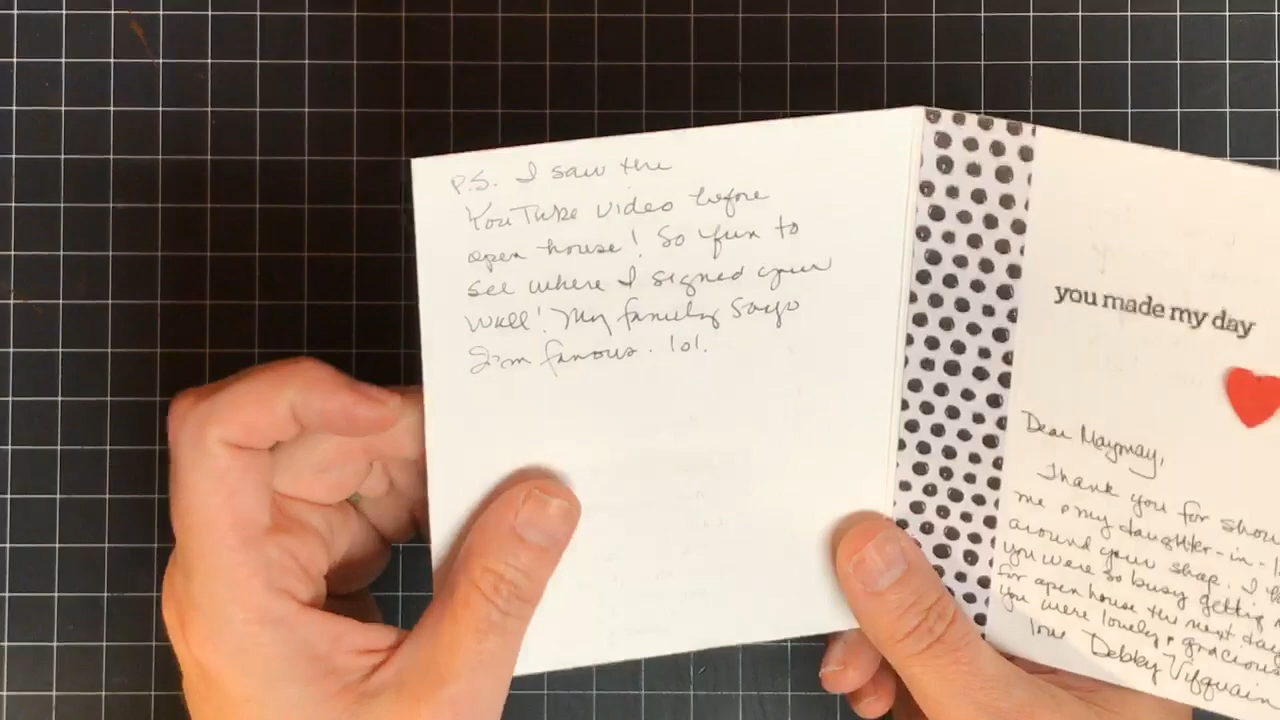 P.S. I saw the
YouTube video before
open house! So fun to
see where I signed your
wall! My family says
I'm famous. lol.
you made my day
Dear Maymay,
Thank you for show
me & my daughter-in-l
around your shop. I
you were so busy getting
for open house the next day
you were lovely & gracious
love Debby Vifquain